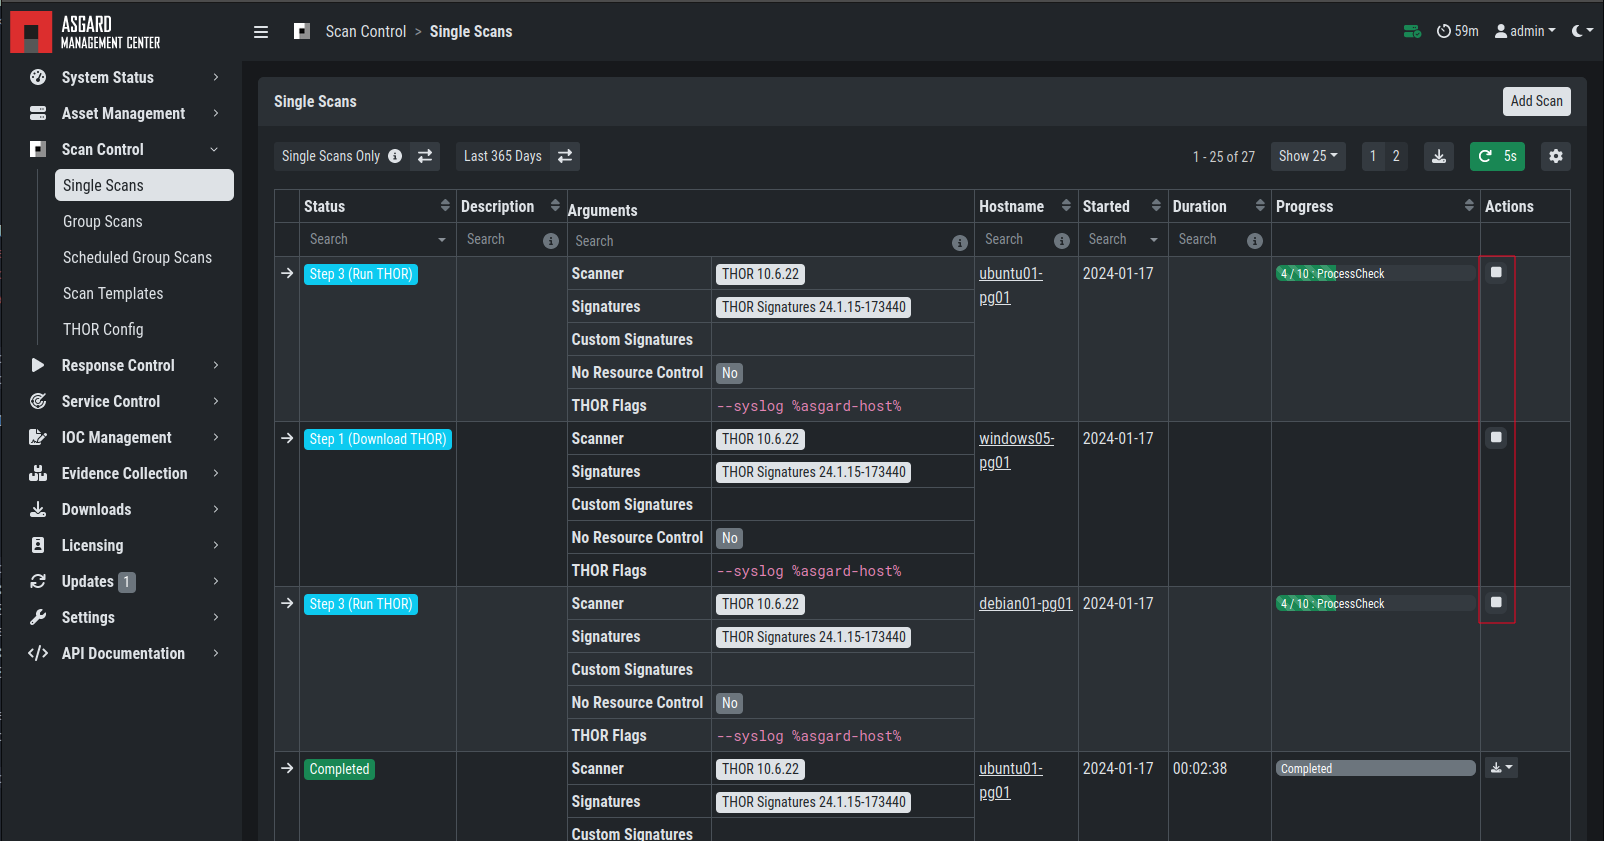 ASGARD
MANAGEMENT CENTER
Scan Control > Single Scans
59m
admin
System Status
Asset Management
Scan Control
Single Scans
Group Scans
Scheduled Group Scans
Scan Templates
THOR Config
Response Control
Service Control
IOC Management
Evidence Collection
Downloads
Licensing
Updates 1
Settings
API Documentation
Single Scans
Add Scan
Single Scans Only
Last 365 Days
1 - 25 of 27
Show 25
1 2
5s
Status Description Arguments Hostname Started Duration Progress Actions
Search Search Search Search Search Search
Step 3 (Run THOR)
Scanner THOR 10.6.22
Signatures THOR Signatures 24.1.15-173440
Custom Signatures
No Resource Control No
THOR Flags --syslog %asgard-host%
ubuntu01-
pg01
2024-01-17
4 / 10 : ProcessCheck
Step 1 (Download THOR)
Scanner THOR 10.6.22
Signatures THOR Signatures 24.1.15-173440
Custom Signatures
No Resource Control No
THOR Flags --syslog %asgard-host%
windows05-
pg01
2024-01-17
Step 3 (Run THOR)
Scanner THOR 10.6.22
Signatures THOR Signatures 24.1.15-173440
Custom Signatures
No Resource Control No
THOR Flags --syslog %asgard-host%
debian01-pg01
2024-01-17
4 / 10 : ProcessCheck
Completed
Scanner THOR 10.6.22
Signatures THOR Signatures 24.1.15-173440
Custom Signatures
ubuntu01-
pg01
2024-01-17
00:02:38
Completed